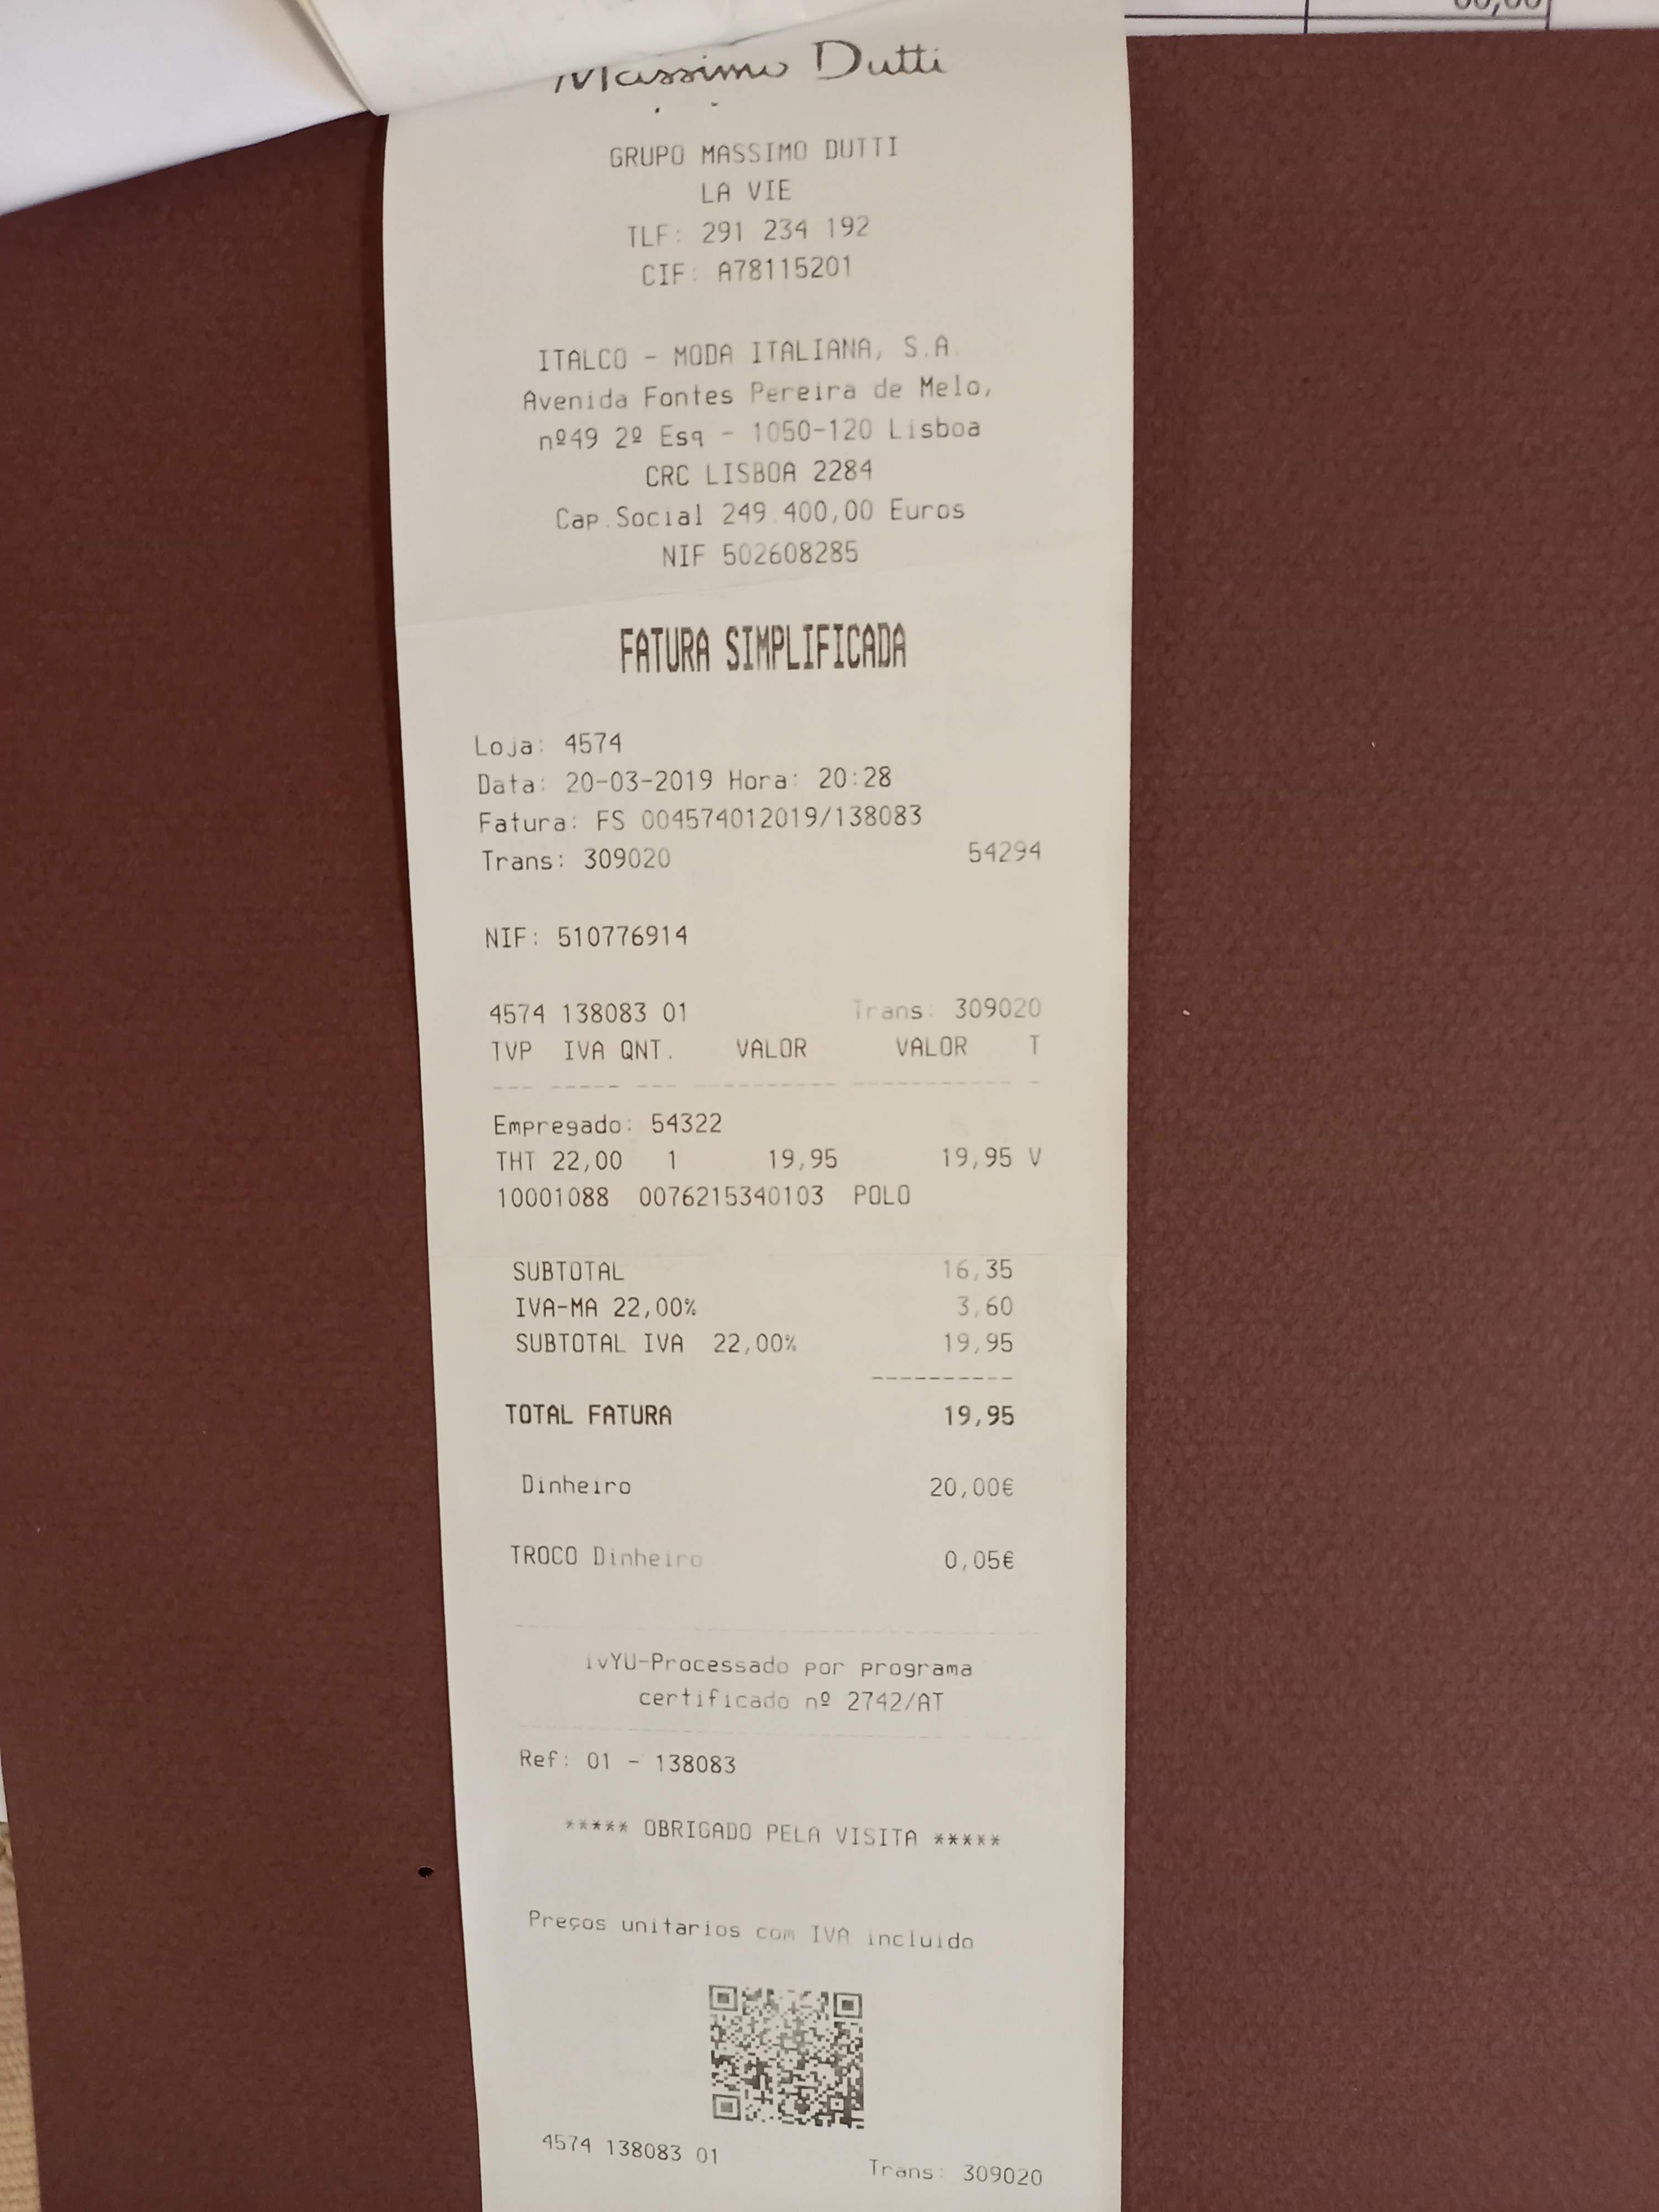 Massimo Dutti
GRUPO MASSIMO DUTTI
LA VIE
TLF: 291 234 192
CIF: A78115201
ITALCO - MODA ITALIANA, S.A.
Avenida Fontes Pereira de Melo,
nº49 2º Esq - 1050-120 Lisboa
CRC LISBOA 2284
Cap.Social 249.400,00 Euros
NIF 502608285
FATURA SIMPLIFICADA
Loja: 4574
Data: 20-03-2019 Hora: 20:28
Fatura: FS 004574012019/138083
Trans: 309020 54294
NIF: 510776914
4574 138083 01 Trans: 309020
TVP IVA QNT. VALOR VALOR T
Empregado: 54322
THT 22,00 1 19,95 19,95 V
10001088 0076215340103 POLO
SUBTOTAL 16,35
IVA-MA 22,00% 3,60
SUBTOTAL IVA 22,00% 19,95
TOTAL FATURA 19,95
Dinheiro 20,00€
TROCO Dinheiro 0,05€
ivYU-Processado por programa
certificado nº 2742/AT
Ref: 01 - 138083
***** OBRIGADO PELA VISITA *****
Preços unitarios com IVA incluido
4574 138083 01
Trans: 309020